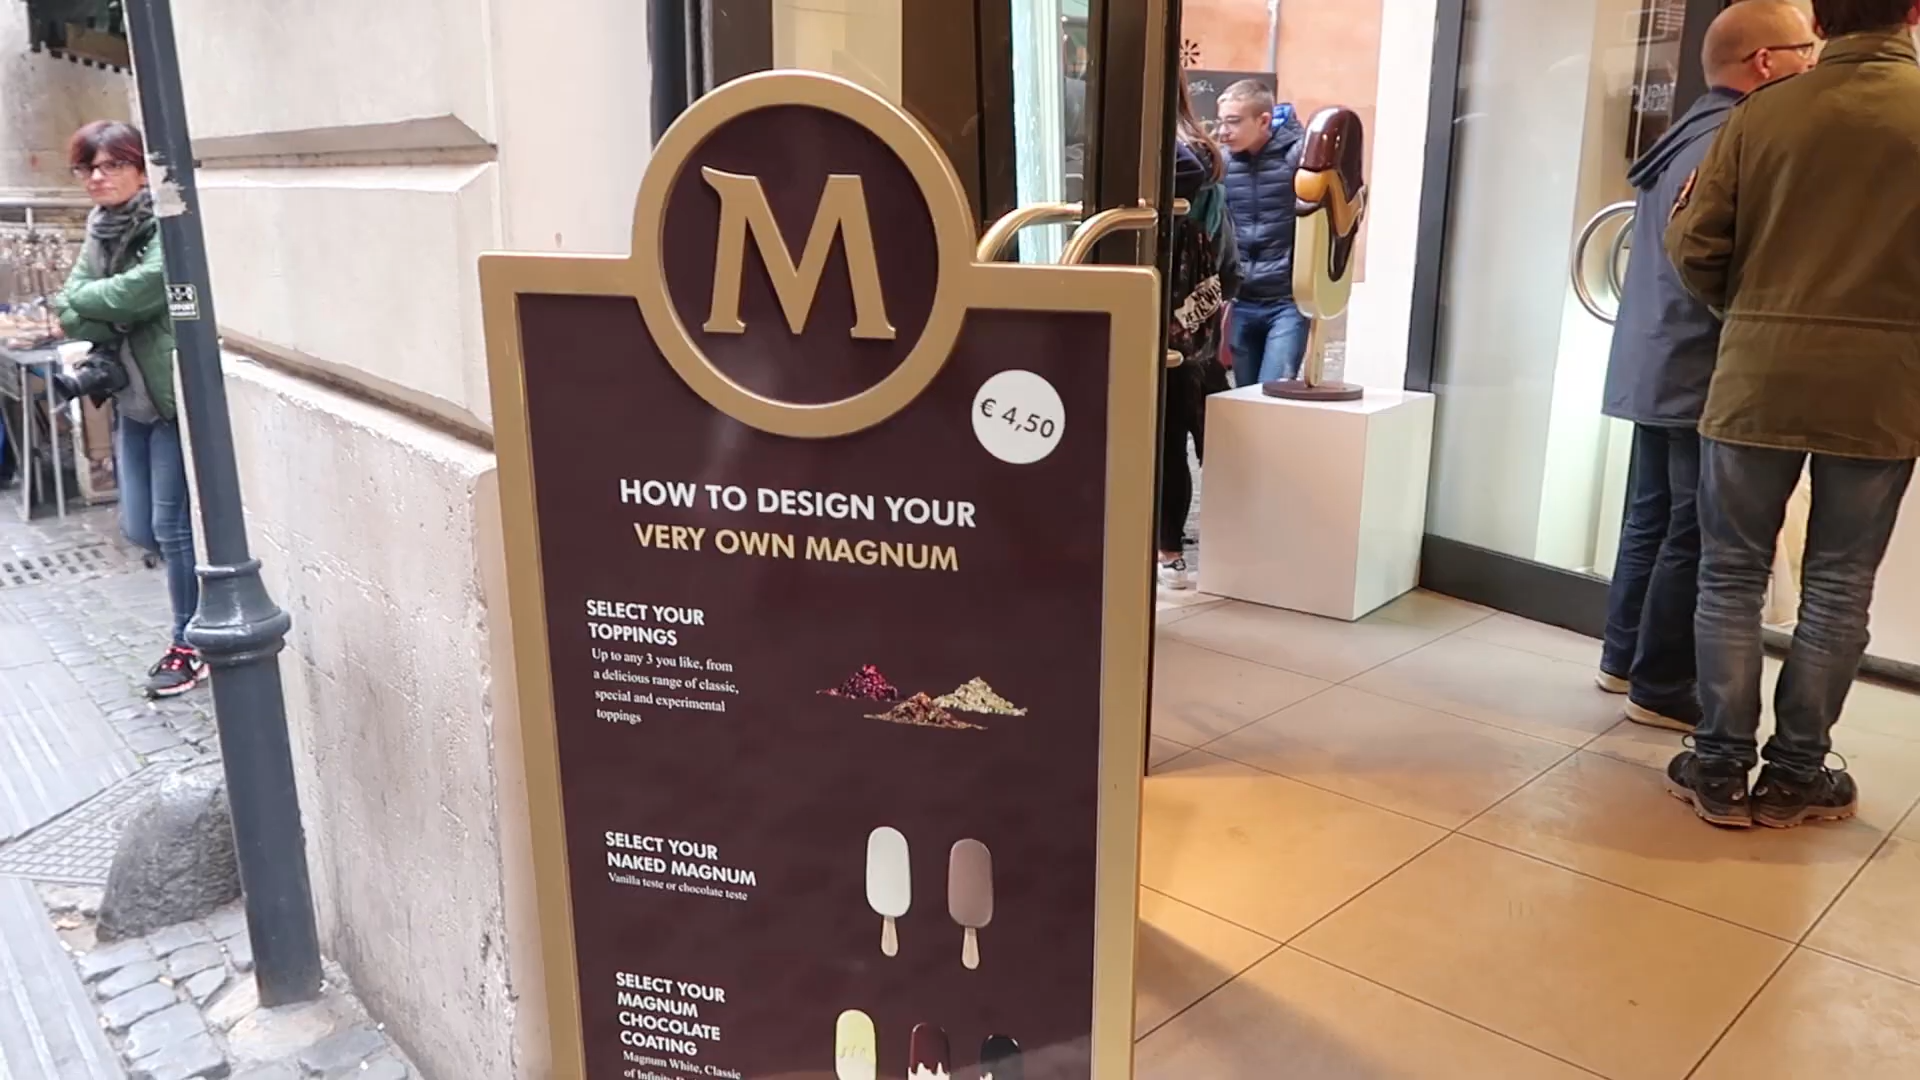 M
€ 4,50
HOW TO DESIGN YOUR
VERY OWN MAGNUM
SELECT YOUR
TOPPINGS
Up to any 3 you like, from
a delicious range of classic,
special and experimental
toppings
SELECT YOUR
NAKED MAGNUM
Vanilla teste or chocolate teste
SELECT YOUR
MAGNUM
CHOCOLATE
COATING
Magnum White, Classic
of Infinity